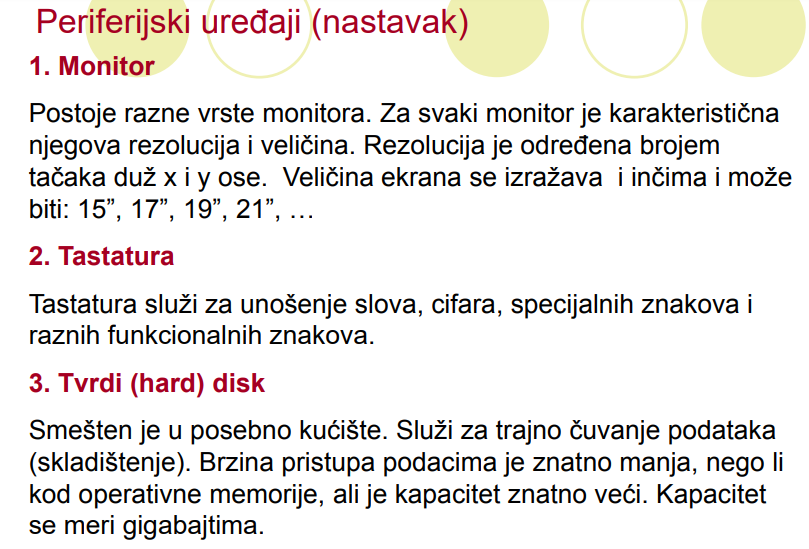 Periferijski uređaji (nastavak)
1. Monitor
Postoje razne vrste monitora. Za svaki monitor je karakteristična
njegova rezolucija i veličina. Rezolucija je određena brojem
tačaka duž x i y ose.  Veličina ekrana se izražava  i inčima i može
biti: 15”, 17”, 19”, 21”, …
2. Tastatura
Tastatura služi za unošenje slova, cifara, specijalnih znakova i
raznih funkcionalnih znakova.
3. Tvrdi (hard) disk
Smešten je u posebno kućište. Služi za trajno čuvanje podataka
(skladištenje). Brzina pristupa podacima je znatno manja, nego li
kod operativne memorije, ali je kapacitet znatno veći. Kapacitet
se meri gigabajtima.